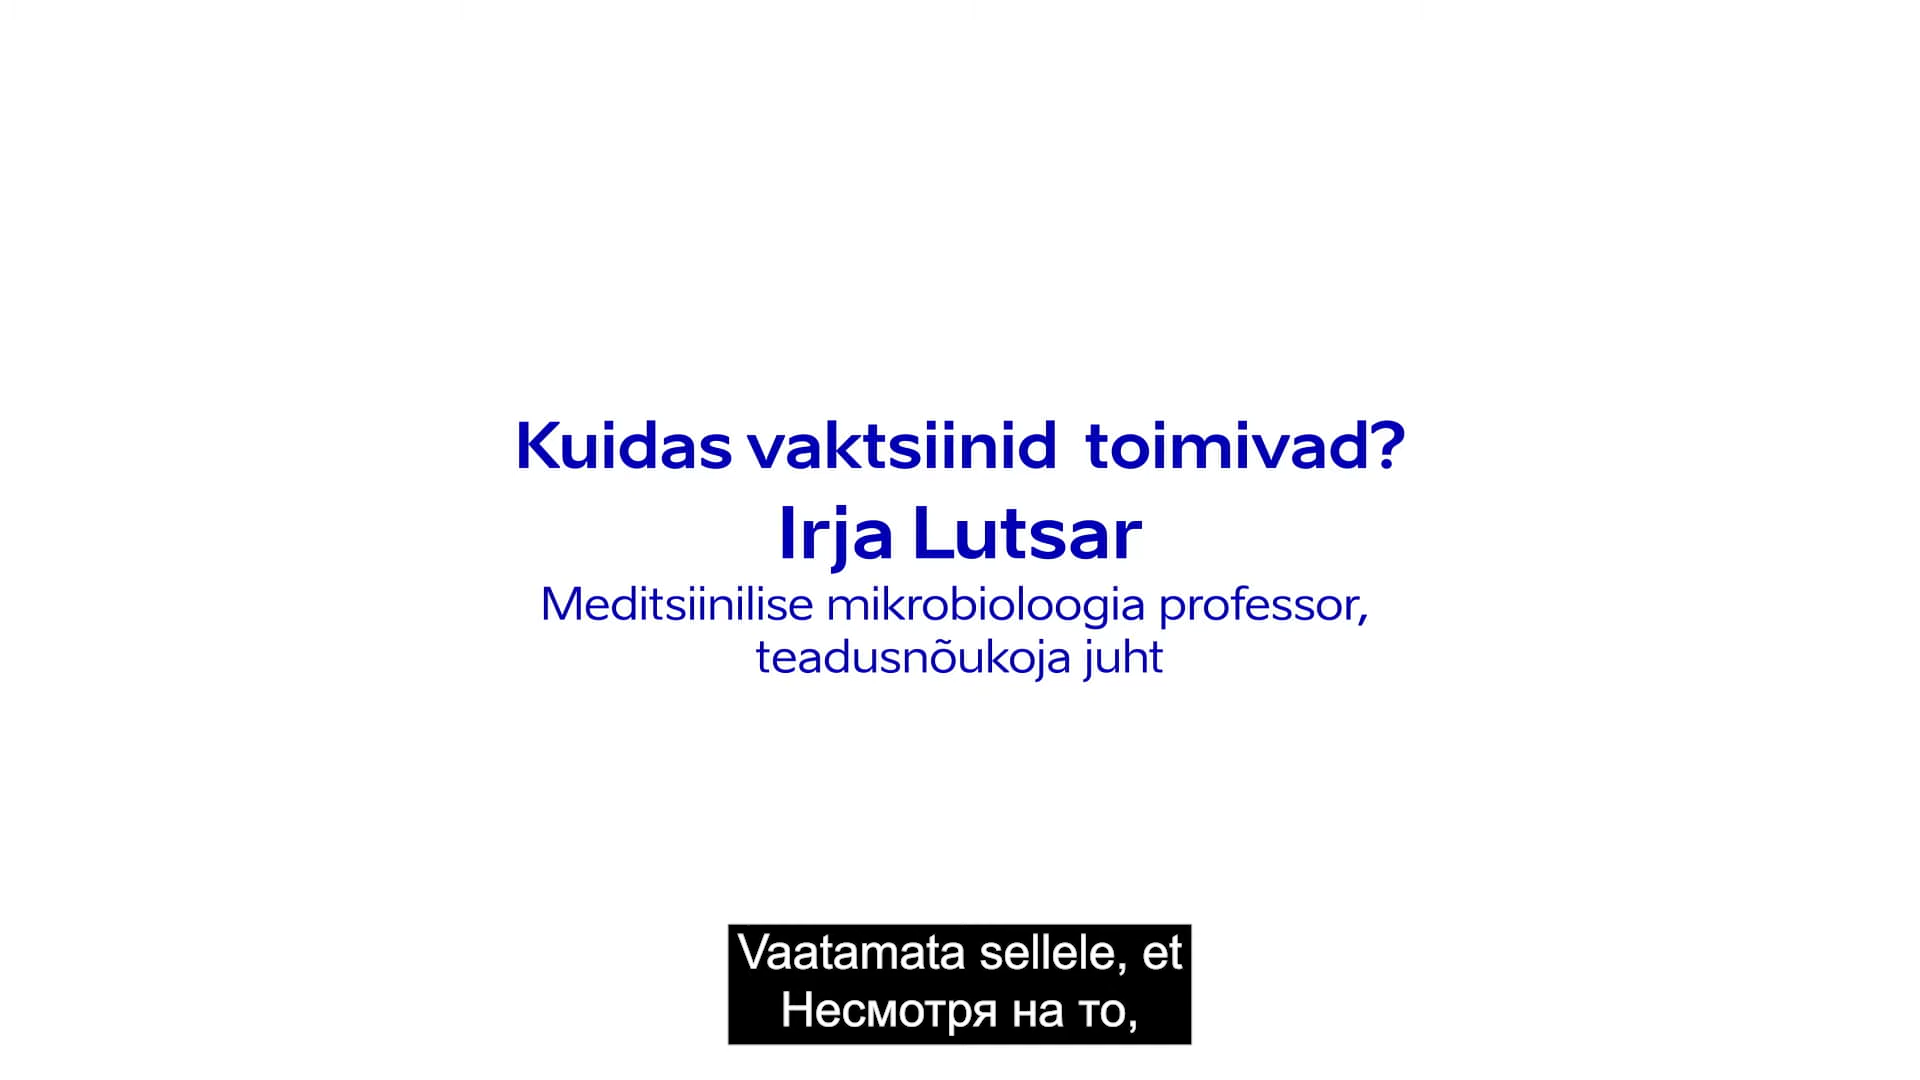 Kuidas vaktsiinid toimivad?
Irja Lutsar
Meditsiinilise mikrobioloogia professor,
teadusnõukoja juht
Vaatamata sellele, et
Несмотря на то,